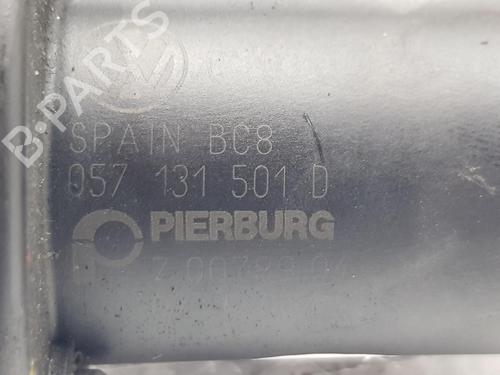 B-PARTS
SPAIN BC8
057 131 501 D
PIERBURG